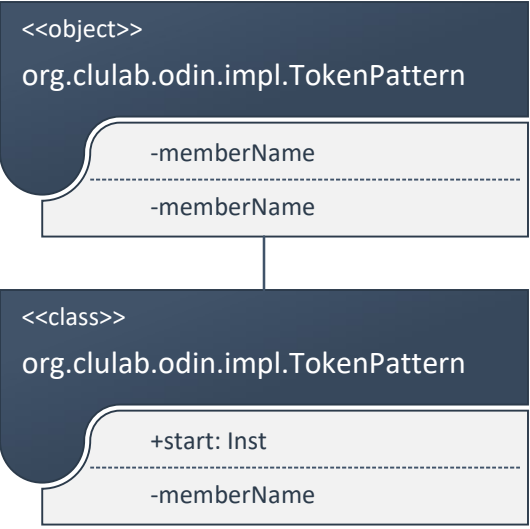 <<object>>
org.clulab.odin.impl.TokenPattern
-memberName
-memberName
<<class>>
org.clulab.odin.impl.TokenPattern
+start: Inst
-memberName